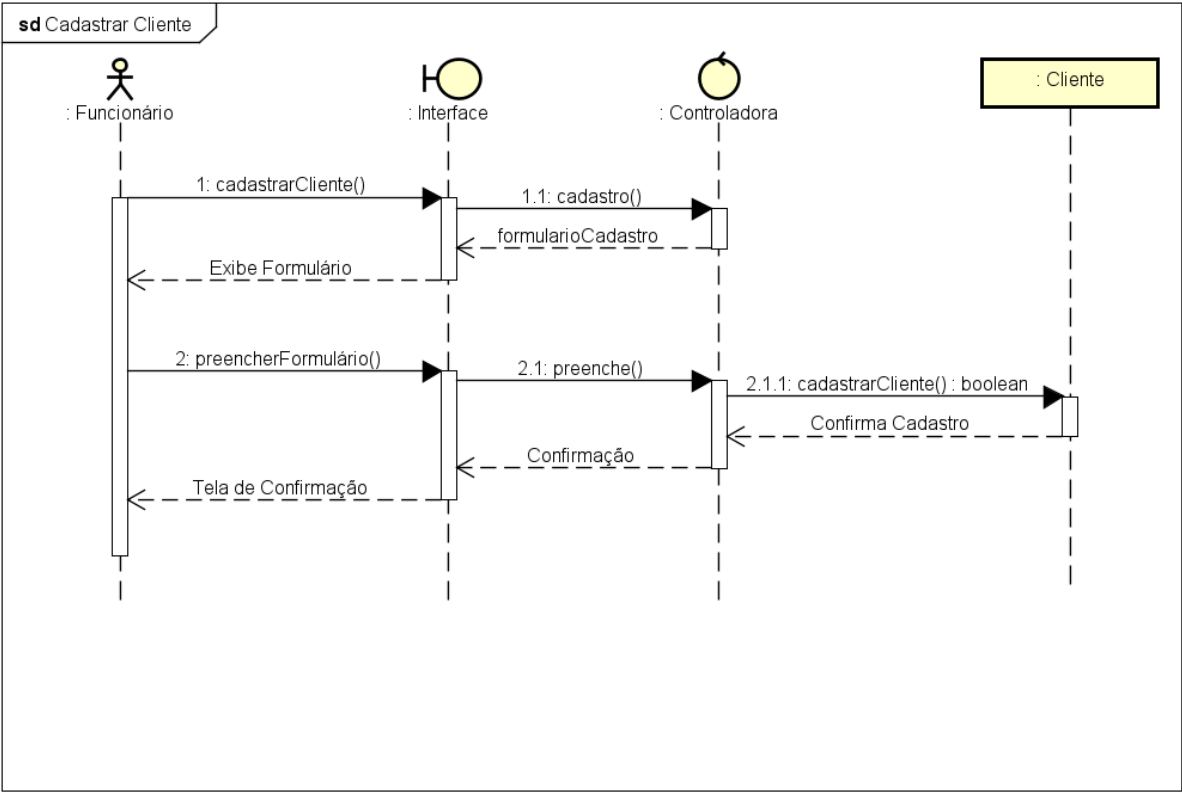 sd Cadastrar Cliente
: Funcionário
: Interface
: Controladora
: Cliente
1: cadastrarCliente()
1.1: cadastro()
formularioCadastro
Exibe Formulário
2: preencherFormulário()
2.1: preenche()
2.1.1: cadastrarCliente() : boolean
Confirma Cadastro
Confirmação
Tela de Confirmação